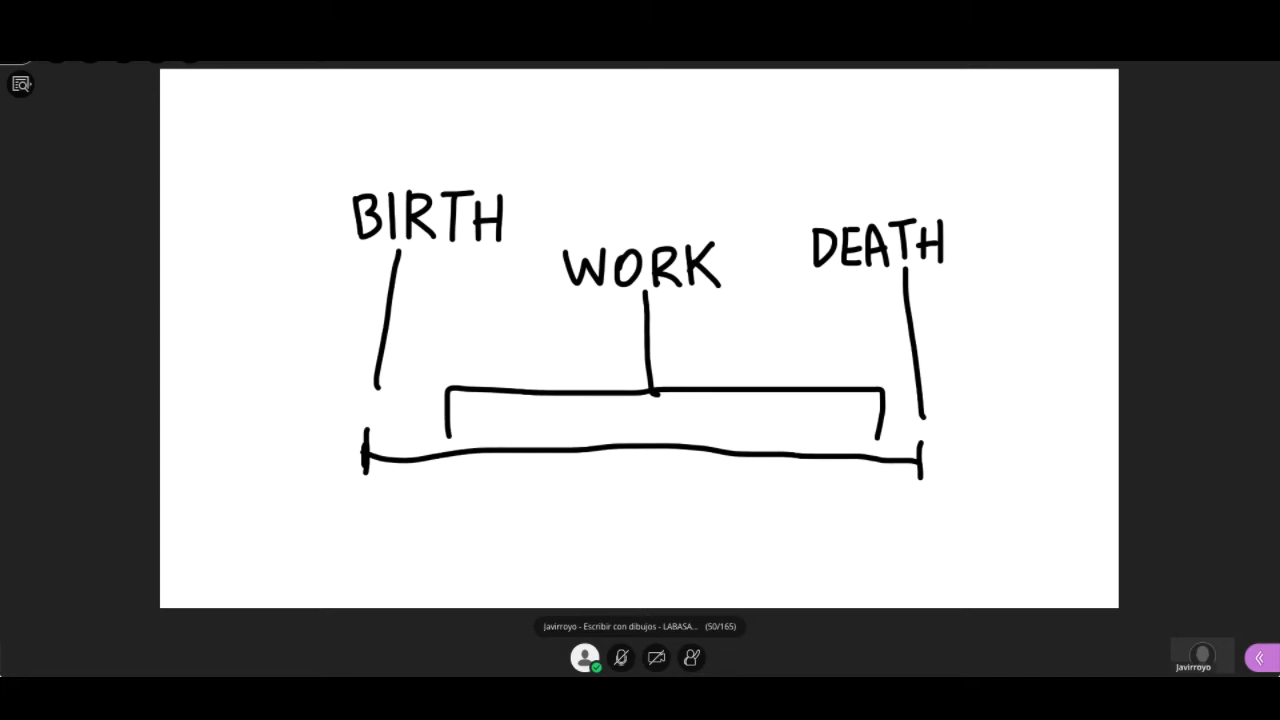 BIRTH
WORK
DEATH
Javirroyo - Escribir con dibujos - LABASA... (50/165)
Javirroyo